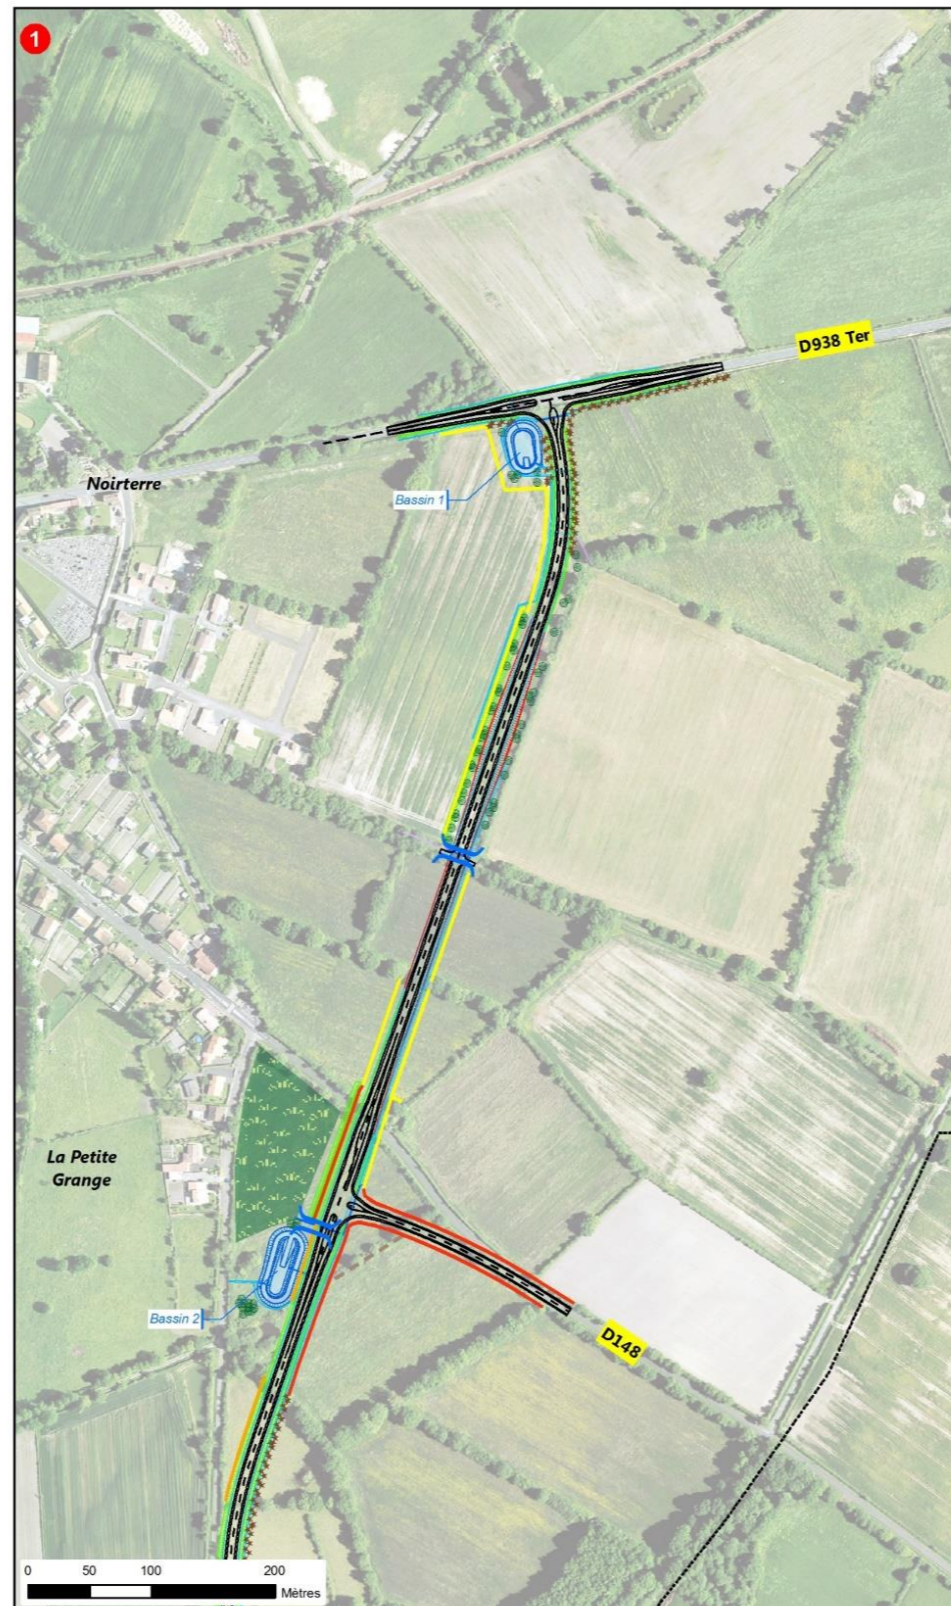 1
D938 Ter
Noirterre
Bassin 1
La Petite
Grange
Bassin 2
D148
0 50 100 200
Mètres